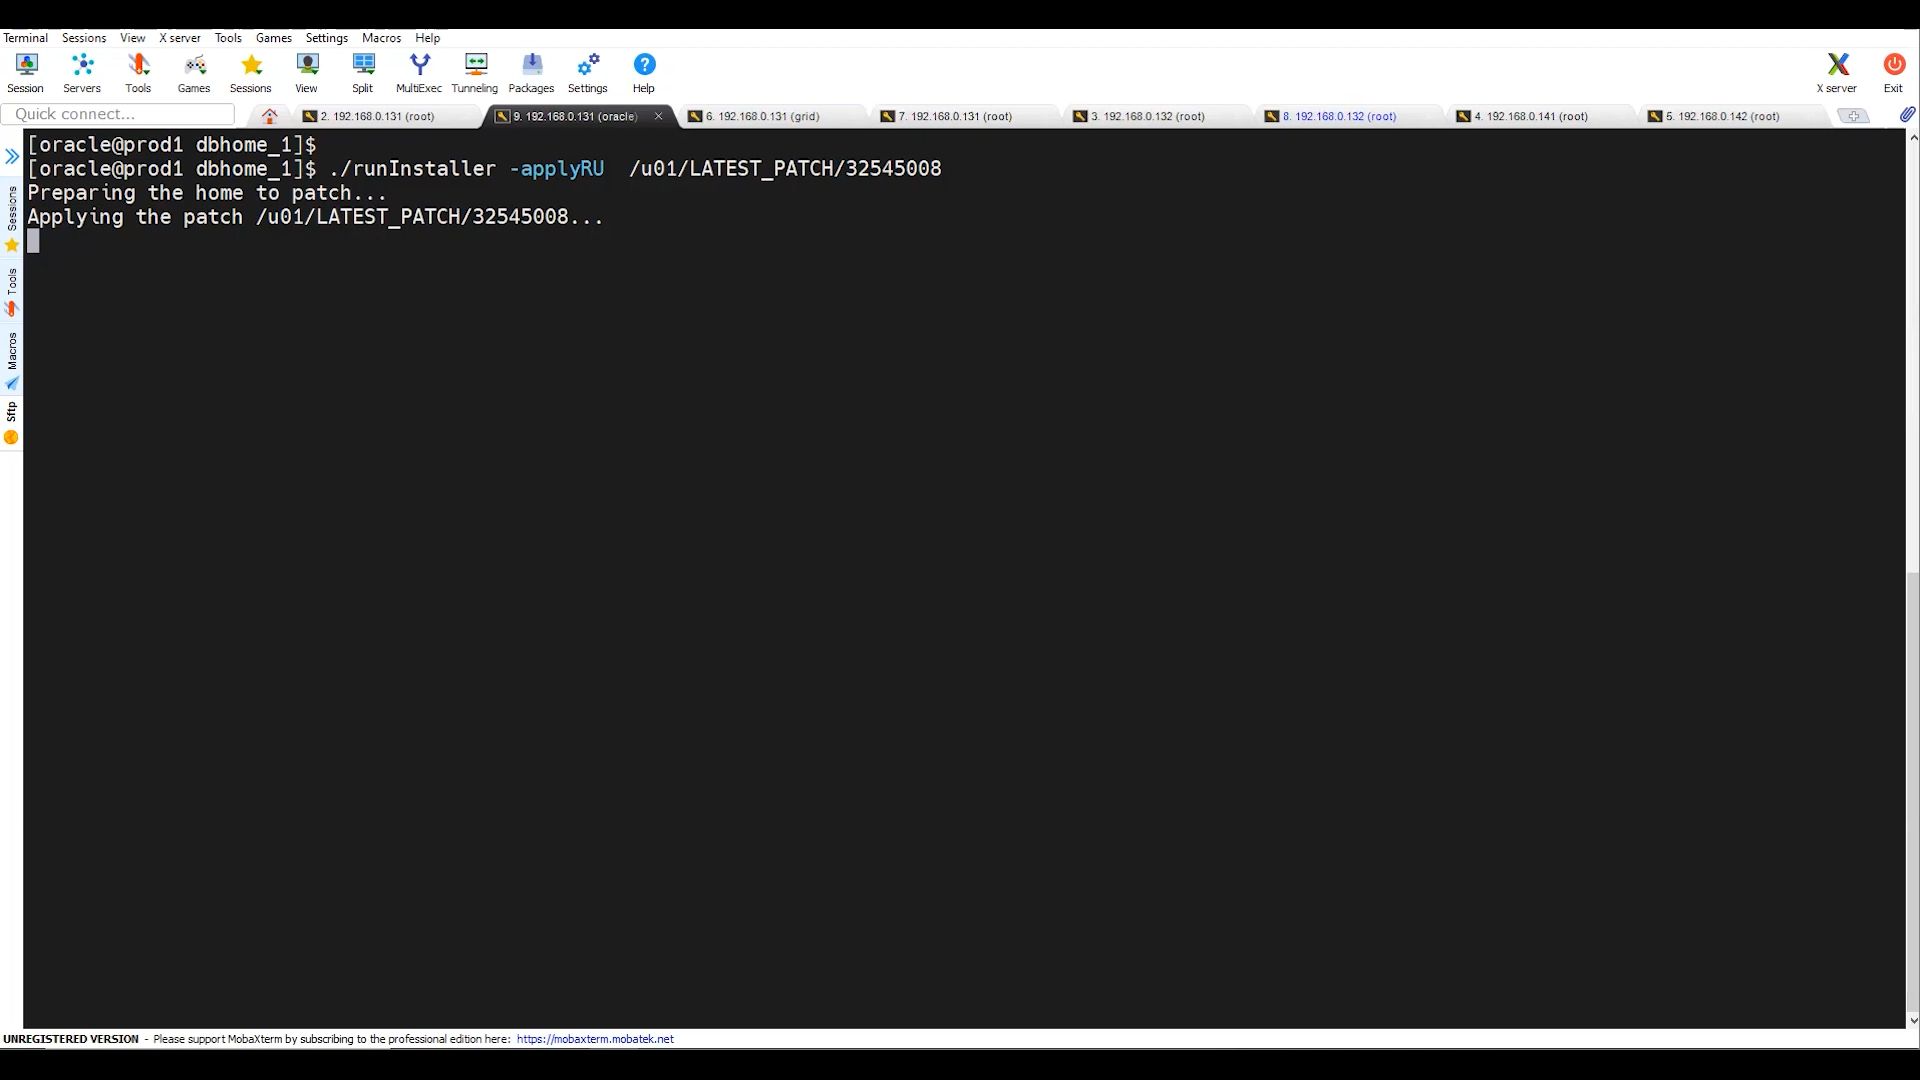 Terminal Sessions View X server Tools Games Settings Macros Help
Session Servers Tools Games Sessions View Split MultiExec Tunneling Packages Settings Help X server Exit
Quick connect... 2. 192.168.0.131 (root) 9. 192.168.0.131 (oracle) 6. 192.168.0.131 (grid) 7. 192.168.0.131 (root) 3. 192.168.0.132 (root) 8. 192.168.0.132 (root) 4. 192.168.0.141 (root) 5. 192.168.0.142 (root)
[oracle@prod1 dbhome_1]$
[oracle@prod1 dbhome_1]$ ./runInstaller -applyRU  /u01/LATEST_PATCH/32545008
Preparing the home to patch...
Applying the patch /u01/LATEST_PATCH/32545008...
Sessions
Tools
Macros
Sftp
UNREGISTERED VERSION - Please support MobaXterm by subscribing to the professional edition here: https://mobaxterm.mobatek.net